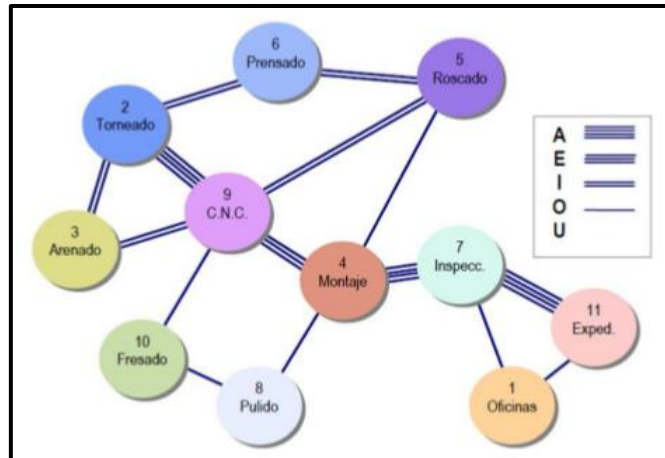 6
Prensado
5
Roscado
2
Torneado
A
E
I
O
U
9
C.N.C.
3
Arenado
7
Inspecc.
4
Montaje
11
Exped.
10
Fresado
8
Pulido
1
Oficinas